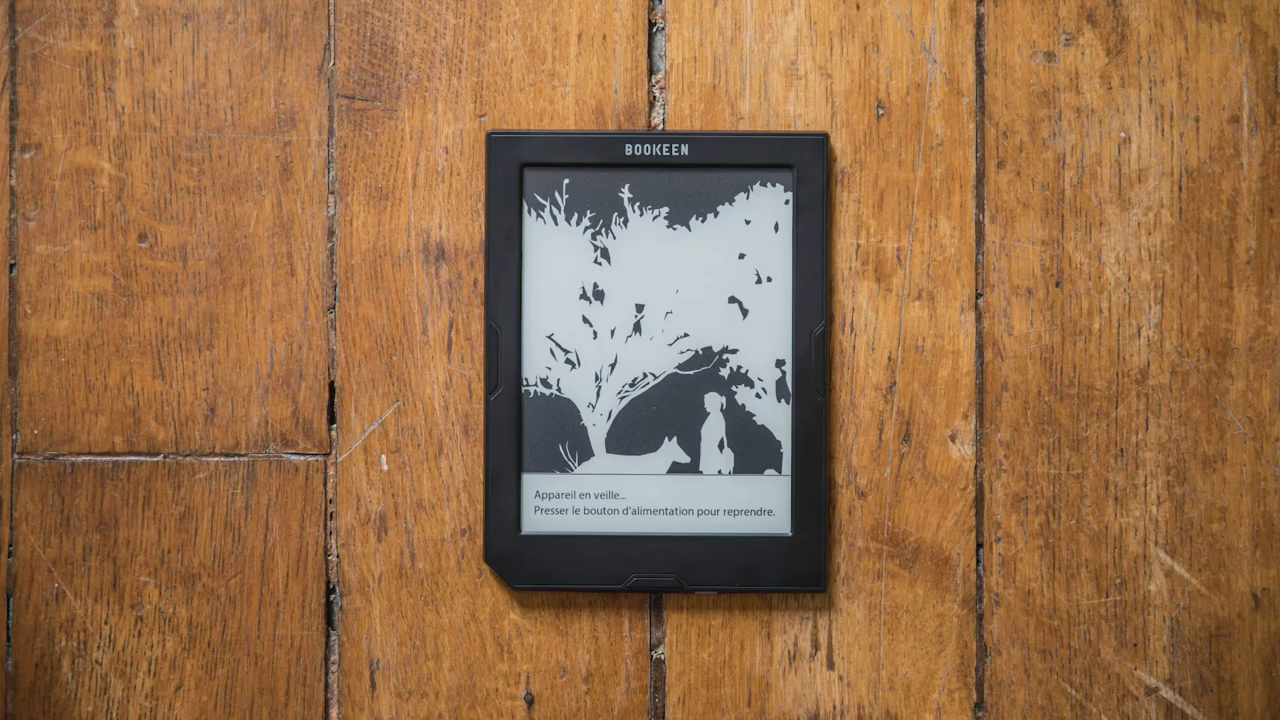 BOOKEEN
Appareil en veille...
Presser le bouton d'alimentation pour reprendre.